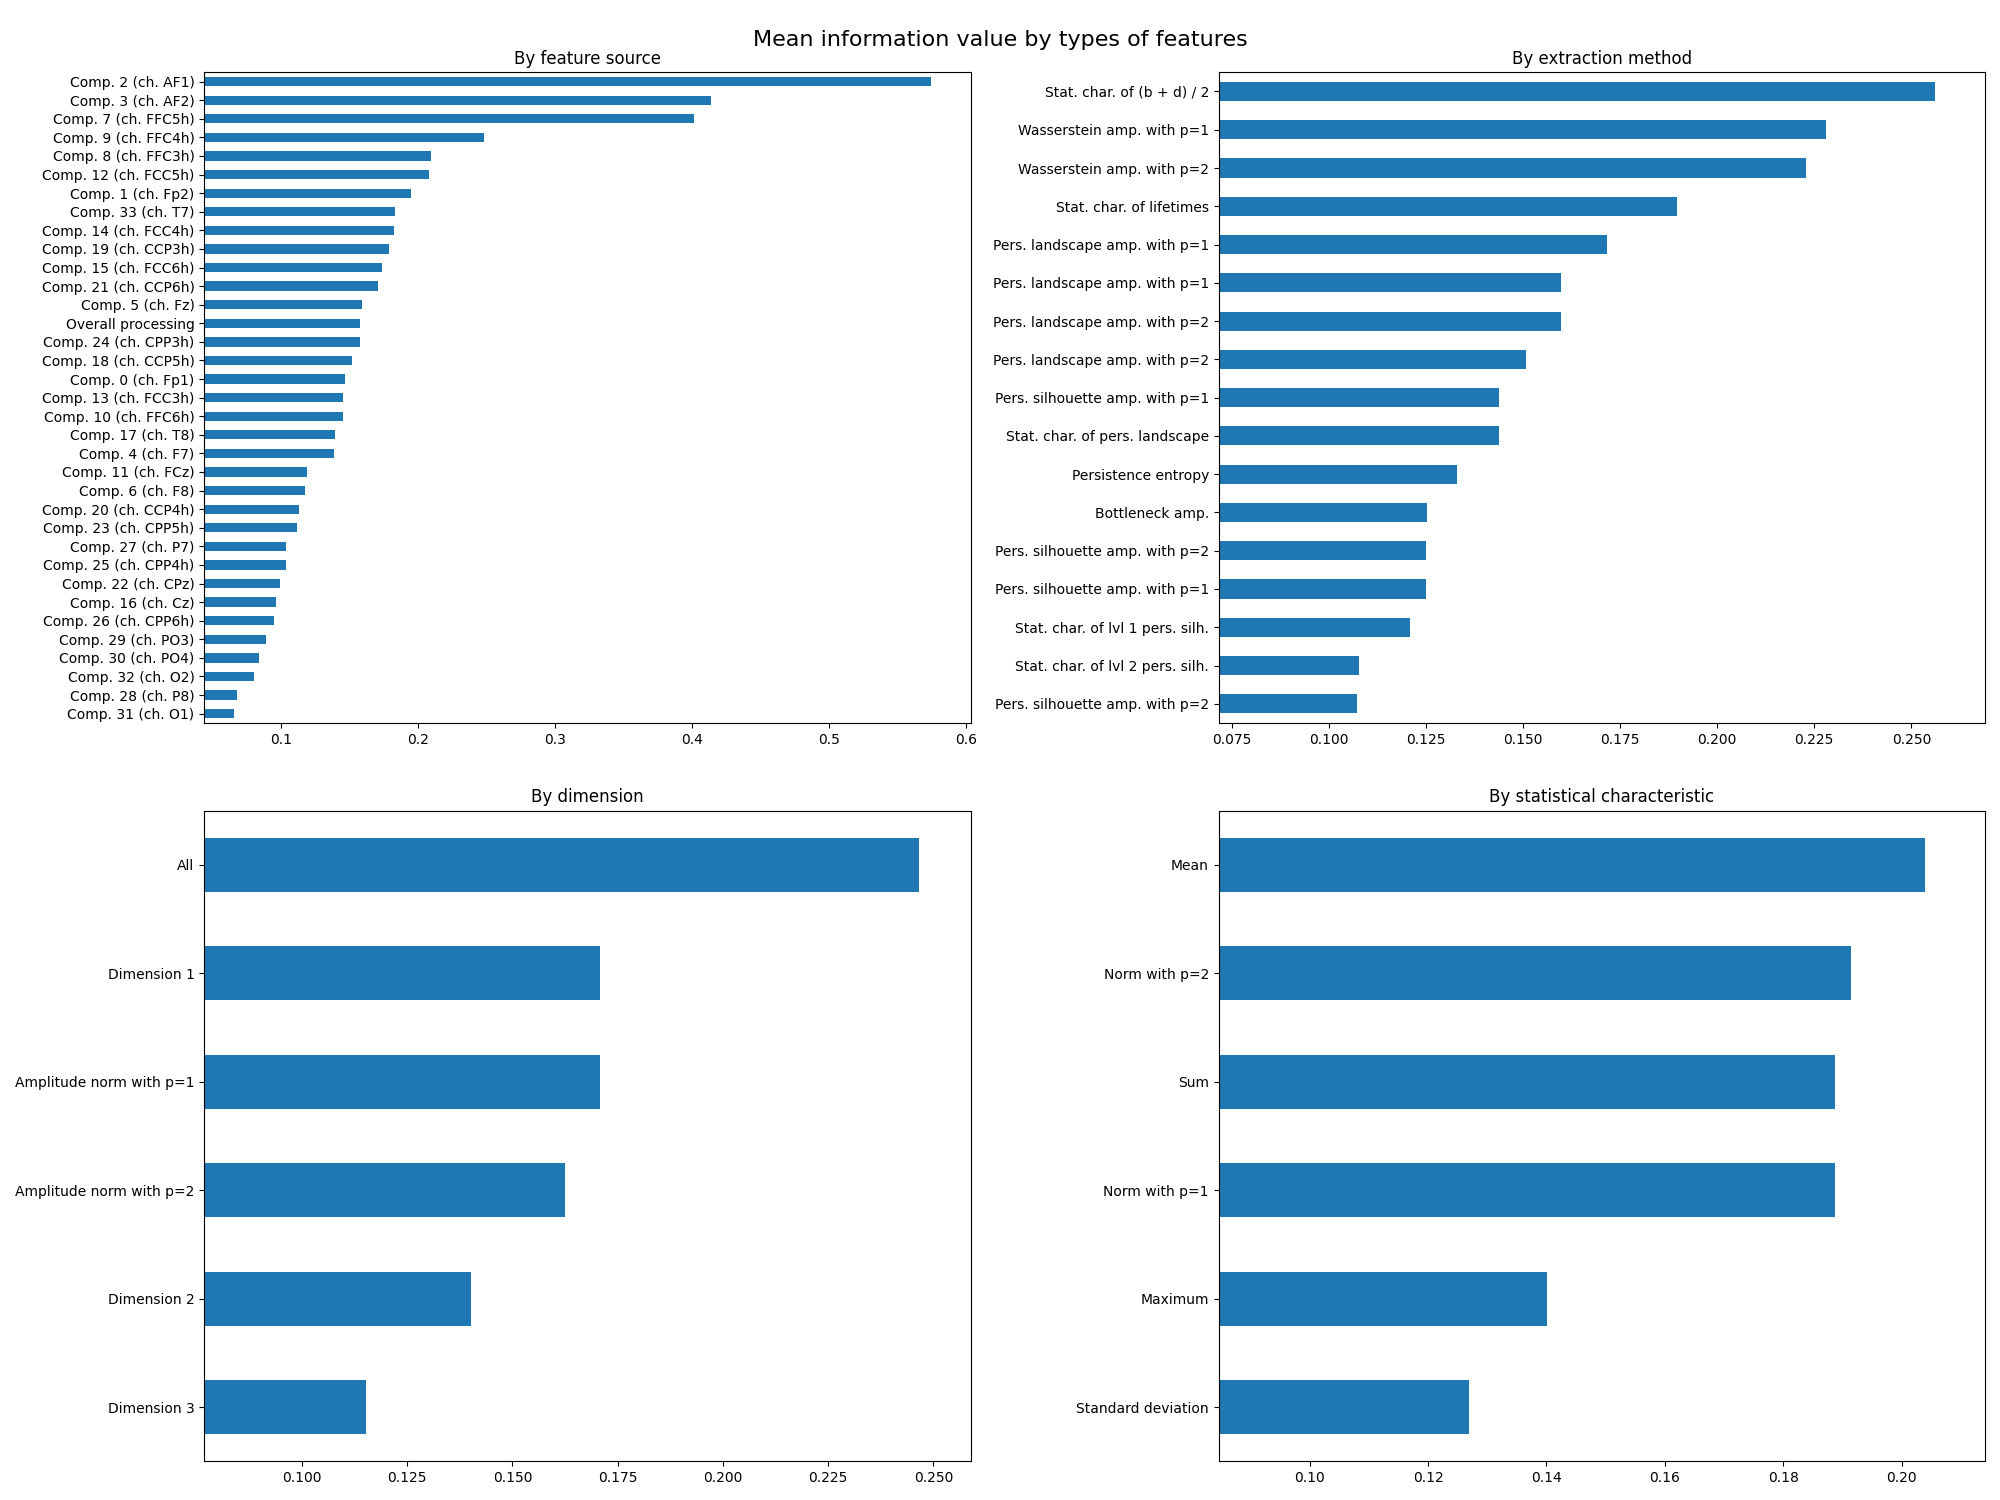 Mean information value by types of features
By feature source
Comp. 2 (ch. AF1)
Comp. 3 (ch. AF2)
Comp. 7 (ch. FFC5h)
Comp. 9 (ch. FFC4h)
Comp. 8 (ch. FFC3h)
Comp. 12 (ch. FCC5h)
Comp. 1 (ch. Fp2)
Comp. 33 (ch. T7)
Comp. 14 (ch. FCC4h)
Comp. 19 (ch. CCP3h)
Comp. 15 (ch. FCC6h)
Comp. 21 (ch. CCP6h)
Comp. 5 (ch. Fz)
Overall processing
Comp. 24 (ch. CPP3h)
Comp. 18 (ch. CCP5h)
Comp. 0 (ch. Fp1)
Comp. 13 (ch. FCC3h)
Comp. 10 (ch. FFC6h)
Comp. 17 (ch. T8)
Comp. 4 (ch. F7)
Comp. 11 (ch. FCz)
Comp. 6 (ch. F8)
Comp. 20 (ch. CCP4h)
Comp. 23 (ch. CPP5h)
Comp. 27 (ch. P7)
Comp. 25 (ch. CPP4h)
Comp. 22 (ch. CPz)
Comp. 16 (ch. Cz)
Comp. 26 (ch. CPP6h)
Comp. 29 (ch. PO3)
Comp. 30 (ch. PO4)
Comp. 32 (ch. O2)
Comp. 28 (ch. P8)
Comp. 31 (ch. O1)
0.1 0.2 0.3 0.4 0.5 0.6
By extraction method
Stat. char. of (b + d) / 2
Wasserstein amp. with p=1
Wasserstein amp. with p=2
Stat. char. of lifetimes
Pers. landscape amp. with p=1
Pers. landscape amp. with p=1
Pers. landscape amp. with p=2
Pers. landscape amp. with p=2
Pers. silhouette amp. with p=1
Stat. char. of pers. landscape
Persistence entropy
Bottleneck amp.
Pers. silhouette amp. with p=2
Pers. silhouette amp. with p=1
Stat. char. of lvl 1 pers. silh.
Stat. char. of lvl 2 pers. silh.
Pers. silhouette amp. with p=2
0.075 0.100 0.125 0.150 0.175 0.200 0.225 0.250
By dimension
All
Dimension 1
Amplitude norm with p=1
Amplitude norm with p=2
Dimension 2
Dimension 3
0.100 0.125 0.150 0.175 0.200 0.225 0.250
By statistical characteristic
Mean
Norm with p=2
Sum
Norm with p=1
Maximum
Standard deviation
0.10 0.12 0.14 0.16 0.18 0.20